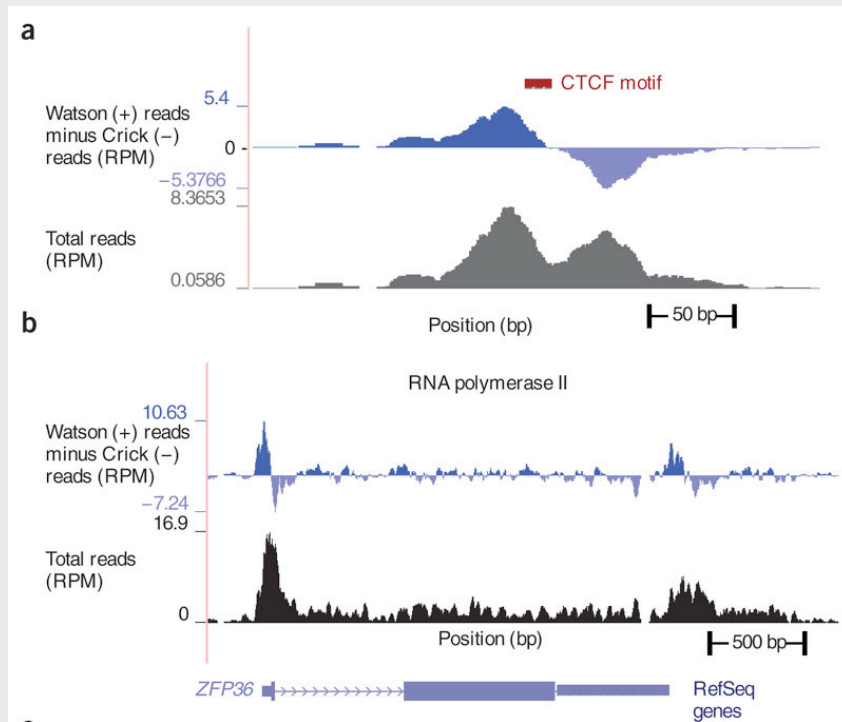 a
CTCF motif
5.4
Watson (+) reads
minus Crick (−)
reads (RPM)
0
−5.3766
8.3653
Total reads
(RPM)
0.0586
50 bp
Position (bp)
b
RNA polymerase II
10.63
Watson (+) reads
minus Crick (−)
reads (RPM)
−7.24
16.9
Total reads
(RPM)
0
Position (bp)
500 bp
ZFP36
RefSeq
genes